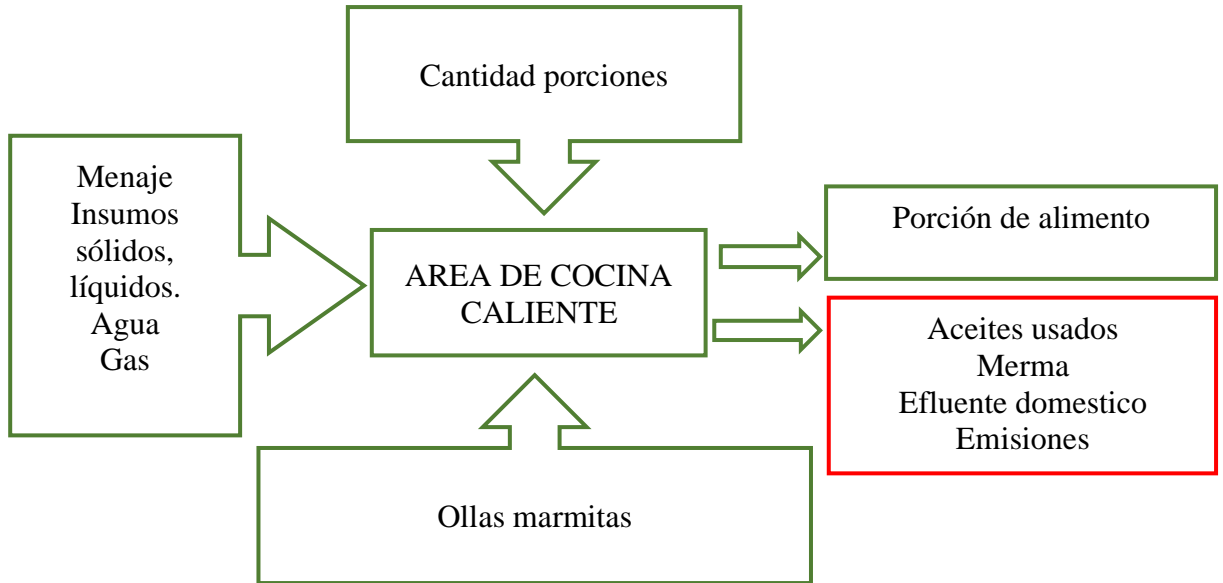 Cantidad porciones
Menaje
Insumos
sólidos,
líquidos.
Agua
Gas
AREA DE COCINA
CALIENTE
Porción de alimento
Aceites usados
Merma
Efluente domestico
Emisiones
Ollas marmitas